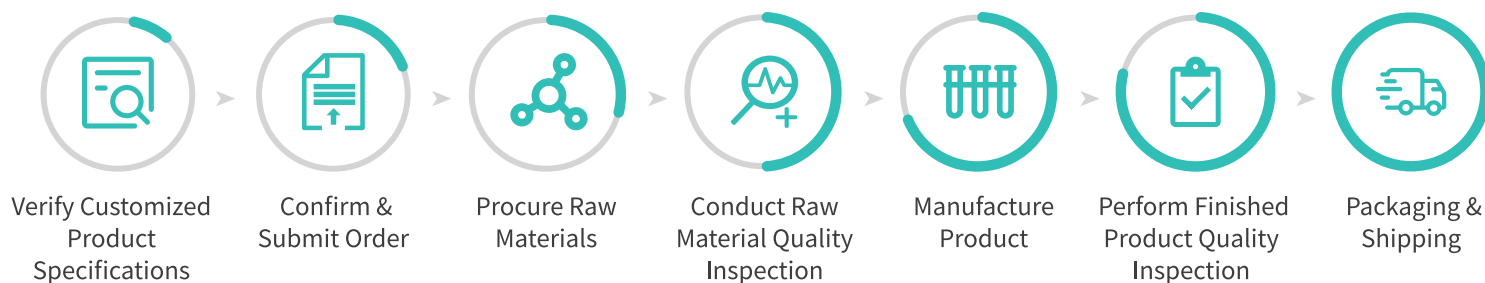 Verify Customized
Product
Specifications
Confirm &
Submit Order
Procure Raw
Materials
Conduct Raw
Material Quality
Inspection
Manufacture
Product
Perform Finished
Product Quality
Inspection
Packaging &
Shipping